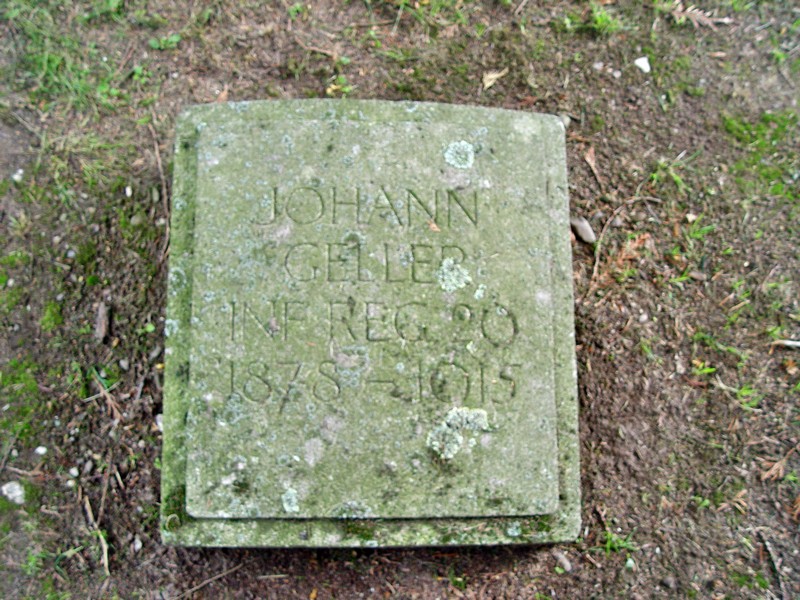 JOHANN
GELLER
INF REG. 20
1878 – 1915